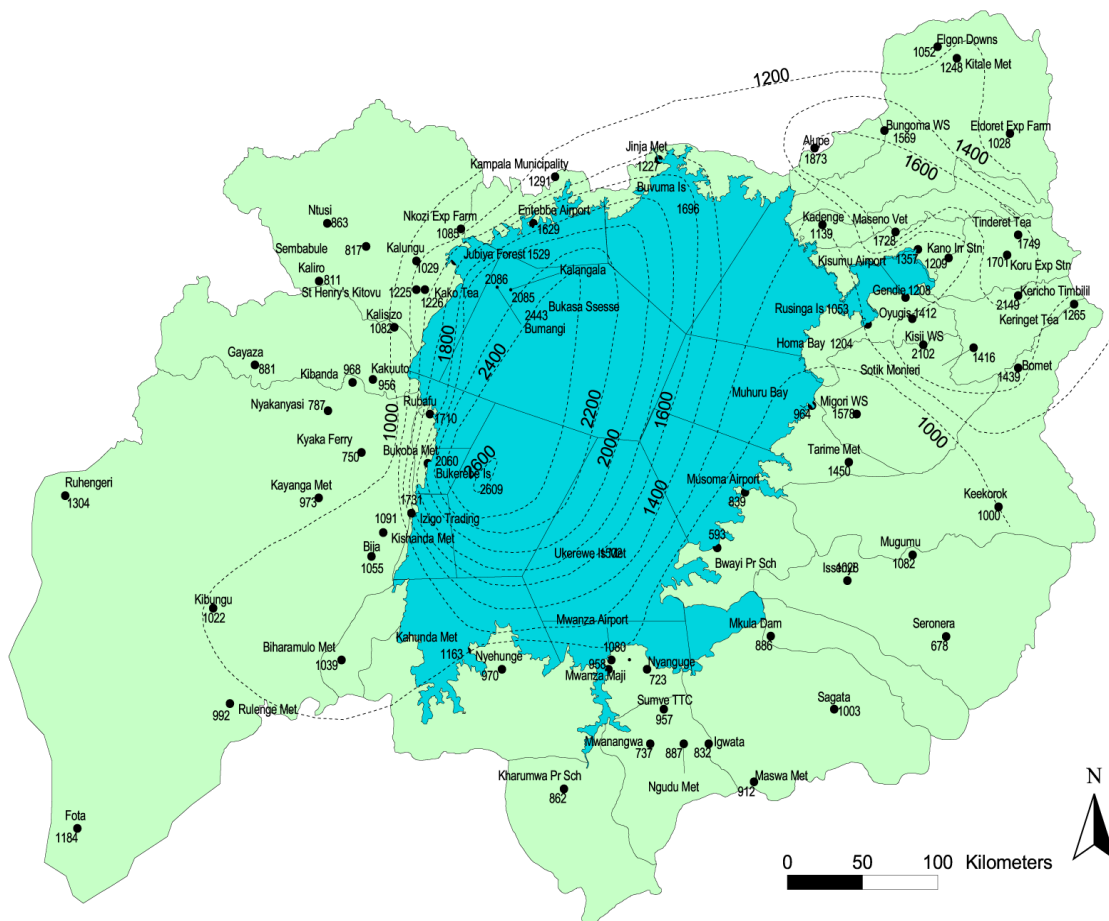 Elgon Downs
1052
1248 Kitale Met
1200
Bungoma WS
1569
Eldoret Exp Farm
1028
1400
Alupe
1873
1600
Jinja Met
1227
Kampala Municipality
1291
Buvuma Is
1696
Ntusi
863
Nkozi Exp Farm
1085
Entebbe Airport
1629
Kadenge
1139
Maseno Vet
1728
Tinderet Tea
1749
Sembabule
817
Kalungu
1029
Jubiya Forest 1529
Kisumu Airport
1357
Kano Irr Stn
1209
1701
Koru Exp Stn
Kaliro
811
2086
Kalangala
2085
St Henry's Kitovu
1225
Kako Tea
1226
Bukasa Ssesse
2443
Bumangi
Gendie 1208
Kericho Timbilil
2149
Rusinga Is 1053
Oyugis 1412
Keringet Tea
1265
Kalisizo
1082
Homa Bay
1204
Kisii WS
2102
1416
1800
2400
Gayaza
881
968
Kakuuto
956
Kibanda
Sotik Monieri
Bomet
1439
Nyakanyasi
787
1000
Rubafu
1710
2200
1600
Muhuru Bay
964
Migori WS
1578
1000
Kyaka Ferry
750
Bukoba Met
2060
2600
Bukerebe Is
2609
2000
Tarime Met
1450
Ruhengeri
1304
Kayanga Met
973
1400
Musoma Airport
839
Keekorok
1000
1731
Izigo Trading
1091
Kishanda Met
Bija
1055
593
Bwayi Pr Sch
Ukerewe Is Met
Mugumu
1082
Kibungu
1022
Mwanza Airport
1080
Mkula Dam
886
Seronera
678
Biharamulo Met
1039
Kahunda Met
1163
Nyehunge
970
958
Mwanza Maji
Nyanguge
723
992
Rulenge Met
Sumve TTC
957
Sagata
1003
Mwanangwa
737
887
Igwata
832
Ngudu Met
Kharumwa Pr Sch
862
Maswa Met
912
Fota
1184
N
0 50 100 Kilometers